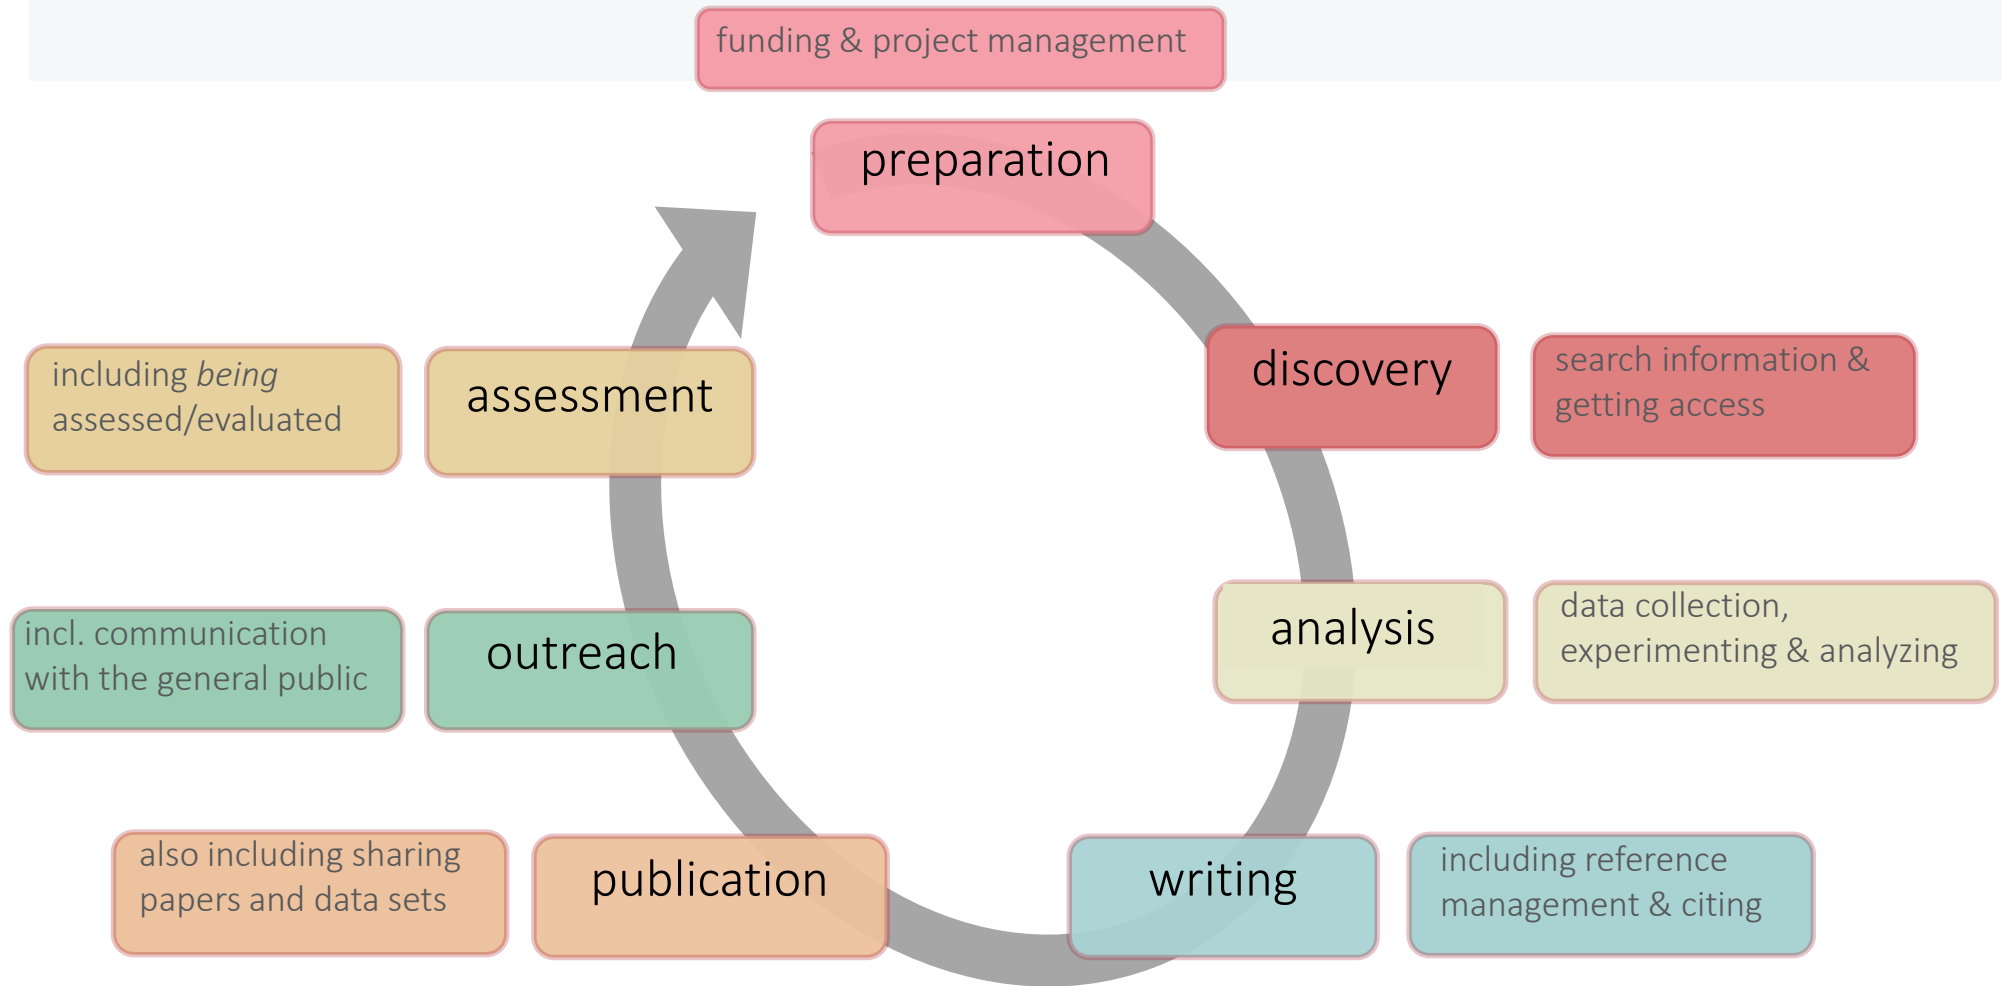 funding & project management
preparation
discovery
search information &
getting access
analysis
data collection,
experimenting & analyzing
writing
including reference
management & citing
publication
also including sharing
papers and data sets
outreach
incl. communication
with the general public
assessment
including being
assessed/evaluated